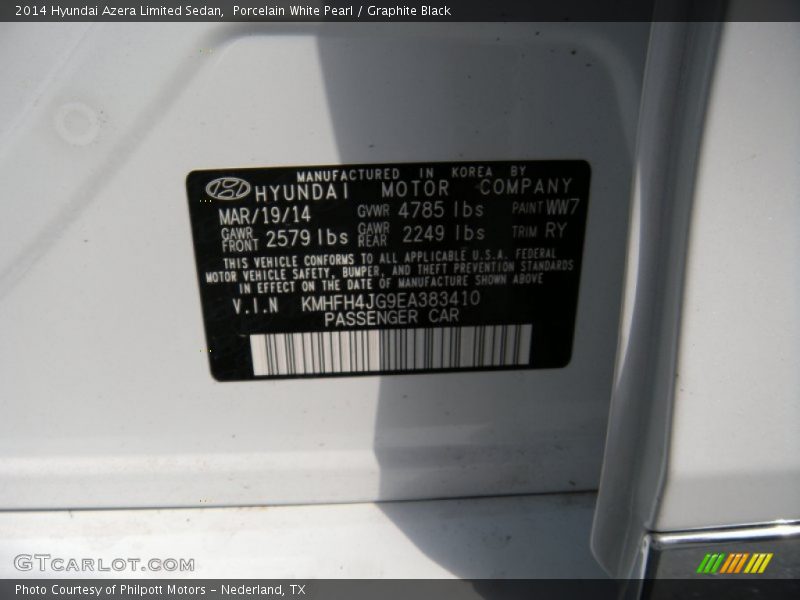 2014 Hyundai Azera Limited Sedan, Porcelain White Pearl / Graphite Black
MANUFACTURED IN KOREA BY
HYUNDAI MOTOR COMPANY
MAR/19/14 GVWR 4785 lbs PAINT WW7
GAWR FRONT 2579 lbs GAWR REAR 2249 lbs TRIM RY
THIS VEHICLE CONFORMS TO ALL APPLICABLE U.S.A. FEDERAL
MOTOR VEHICLE SAFETY, BUMPER, AND THEFT PREVENTION STANDARDS
IN EFFECT ON THE DATE OF MANUFACTURE SHOWN ABOVE
V.I.N KMHFH4JG9EA383410
PASSENGER CAR
GTCARLOT.COM
Photo Courtesy of Philpott Motors - Nederland, TX